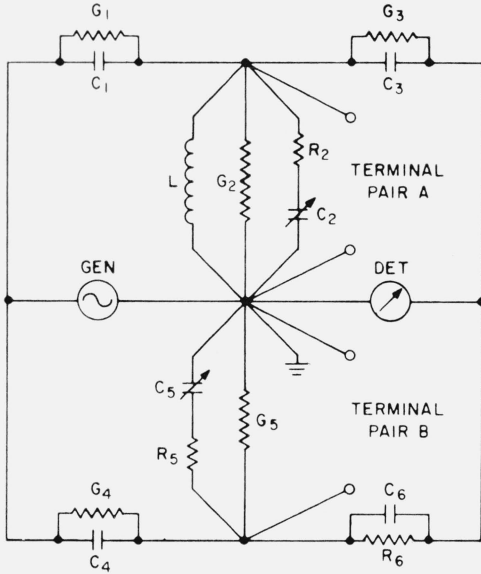 G1
C1
G3
C3
L
G2
R2
C2
TERMINAL
PAIR A
GEN
DET
C5
R5
G5
TERMINAL
PAIR B
G4
C4
C6
R6